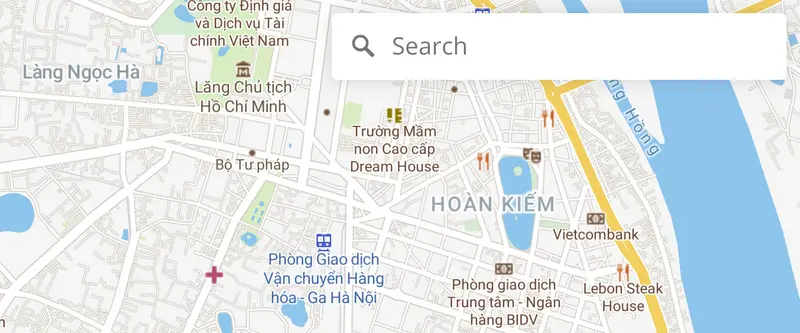 Công ty Định giá
và Dịch vụ Tài
chính Việt Nam
Search
Làng Ngọc Hà
Lăng Chủ tịch
Hồ Chí Minh
Hồng
Trường Mầm
non Cao cấp
Dream House
Bộ Tư pháp
HOÀN KIẾM
Vietcombank
Phòng Giao dịch
Vận chuyển Hàng
hóa - Ga Hà Nội
Phòng giao dịch
Trung tâm - Ngân
hàng BIDV
Lebon Steak
House